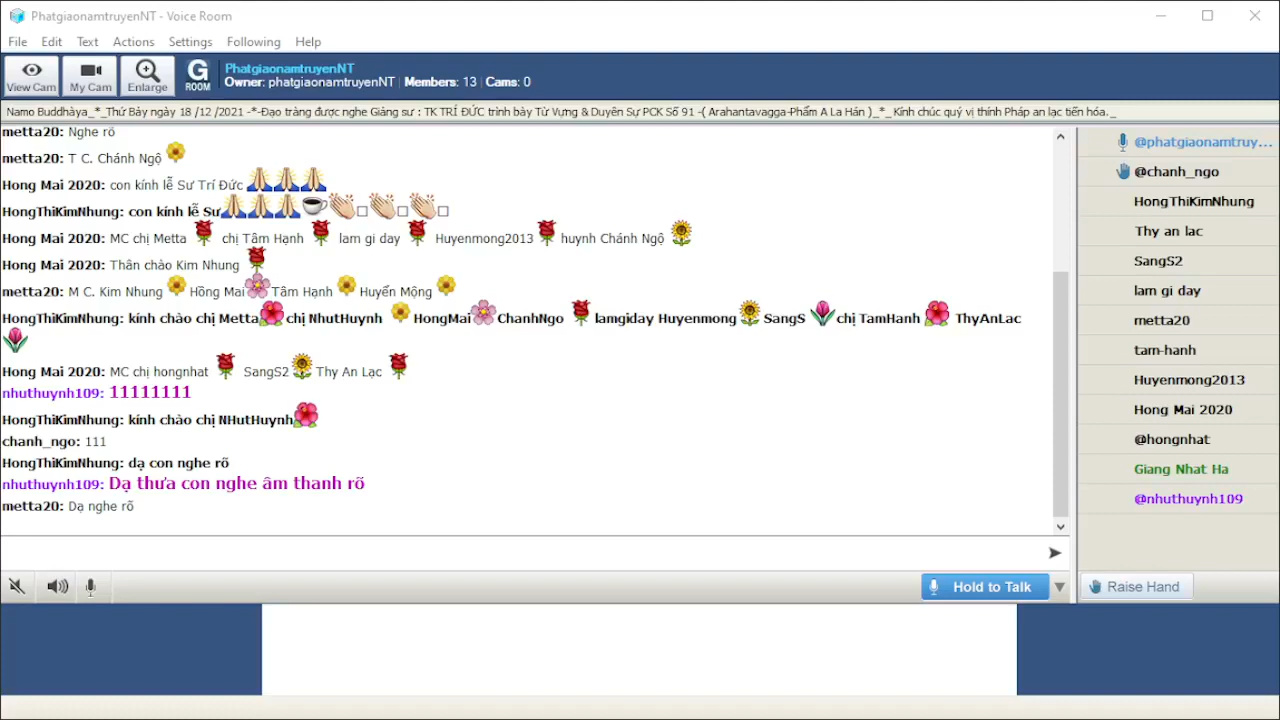 PhatgiaonamtruyenNT - Voice Room
File Edit Text Actions Settings Following Help
View Cam
My Cam
Enlarge
G
ROOM
PhatgiaonamtruyenNT
Owner: phatgiaonamtruyenNT | Members: 13 | Cams: 0
Namo Buddhàya_*_Thứ Bảy ngày 18 /12 /2021 -*-Đạo tràng được nghe Giảng sư : TK TRÍ ĐỨC trình bày Từ Vựng & Duyên Sự PCK Số 91 -( Arahantavagga-Phẩm A La Hán )_*_Kính chúc quý vị thính Pháp an lạc tiến hóa._
metta20: Nghe rõ
metta20: T C. Chánh Ngộ
Hong Mai 2020: con kính lễ Sư Trí Đức
HongThiKimNhung: con kính lễ Sư
Hong Mai 2020: MC chị Metta chị Tâm Hạnh lam gi day Huyenmong2013 huynh Chánh Ngộ
Hong Mai 2020: Thân chào Kim Nhung
metta20: M C. Kim Nhung Hồng Mai Tâm Hạnh Huyển Mộng
HongThiKimNhung: kính chào chị Metta chị NhutHuynh HongMai ChanhNgo lamgiday Huyenmong SangS chị TamHanh ThyAnLac
Hong Mai 2020: MC chị hongnhat SangS2 Thy An Lạc
nhuthuynh109: 11111111
HongThiKimNhung: kính chào chị NHutHuynh
chanh_ngo: 111
HongThiKimNhung: dạ con nghe rõ
nhuthuynh109: Dạ thưa con nghe âm thanh rõ
metta20: Dạ nghe rõ
@phatgiaonamtruy...
@chanh_ngo
HongThiKimNhung
Thy an lac
SangS2
lam gi day
metta20
tam-hanh
Huyenmong2013
Hong Mai 2020
@hongnhat
Giang Nhat Ha
@nhuthuynh109
Hold to Talk
Raise Hand